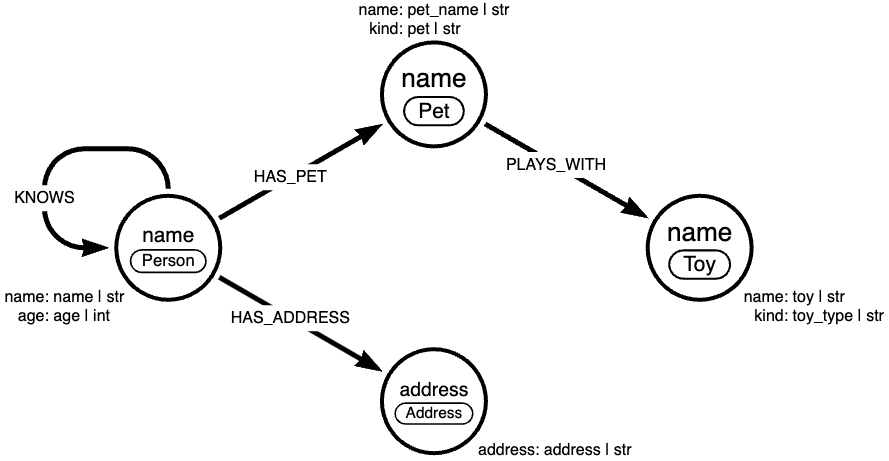 name: pet_name | str
kind: pet | str
name
Pet
HAS_PET
PLAYS_WITH
KNOWS
name
Person
name: name | str
age: age | int
name
Toy
name: toy | str
kind: toy_type | str
HAS_ADDRESS
address
Address
address: address | str